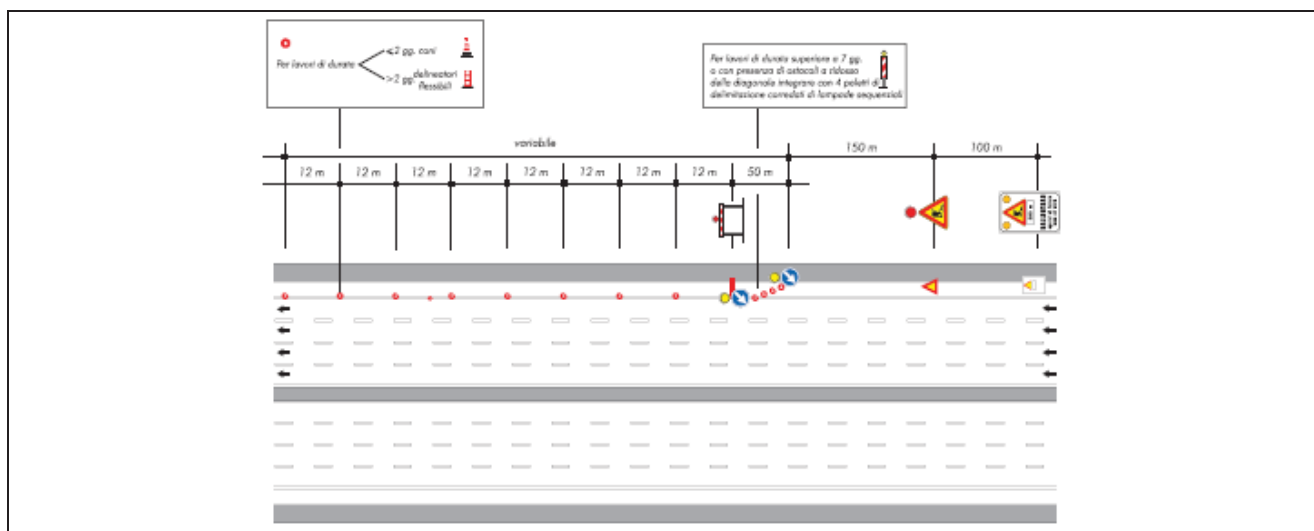 Per lavori di durata
≤2 gg. coni
>2 gg. delineatori
flessibili
Per lavori di durata superiore a 7 gg.
o con presenza di ostacoli a ridosso
della diagonale integrare con 4 paletti di
delimitazione corredati di lampade sequenziali
variabile
150 m
100 m
12 m
12 m
12 m
12 m
12 m
12 m
12 m
12 m
50 m